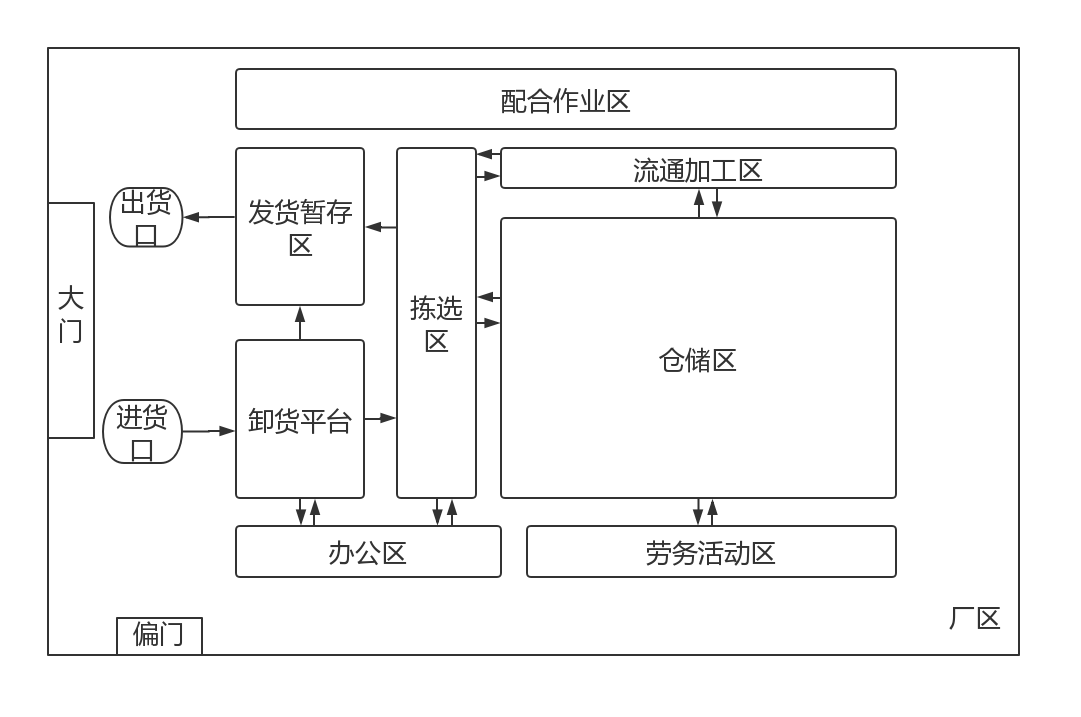 配合作业区
流通加工区
出货
口
发货暂存
区
大
门
拣选
区
仓储区
进货
口
卸货平台
办公区
劳务活动区
厂区
偏门